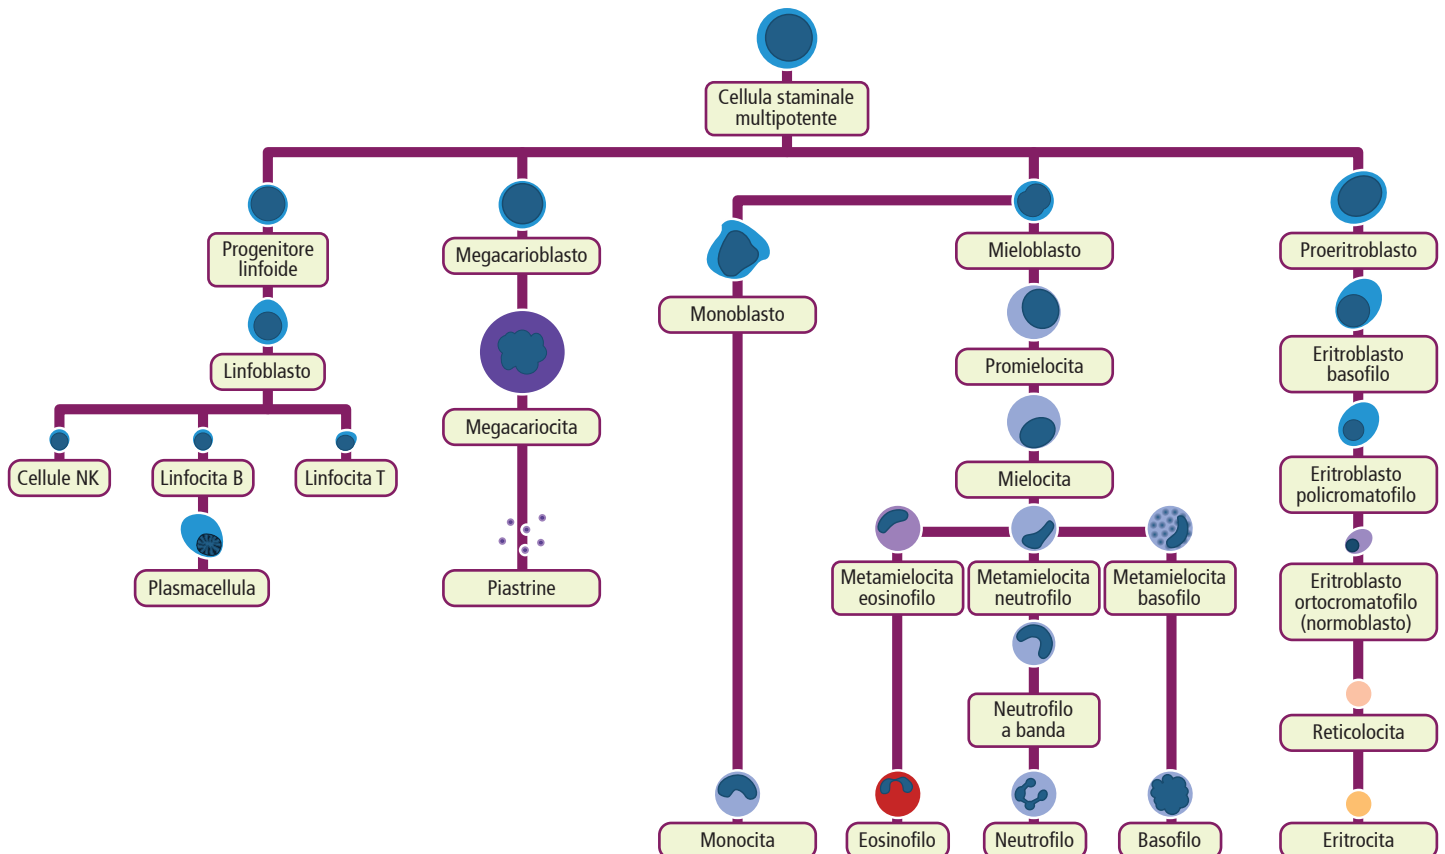 Cellula staminale
multipotente
Progenitore
linfoide
Megacarioblasto
Mieloblasto
Proeritroblasto
Monoblasto
Linfoblasto
Promielocita
Eritroblasto
basofilo
Megacariocita
Cellule NK
Linfocita B
Linfocita T
Mielocita
Eritroblasto
policromatofilo
Plasmacellula
Piastrine
Metamielocita
eosinofilo
Metamielocita
neutrofilo
Metamielocita
basofilo
Eritroblasto
ortocromatofilo
(normoblasto)
Neutrofilo
a banda
Reticolocita
Monocita
Eosinofilo
Neutrofilo
Basofilo
Eritrocita